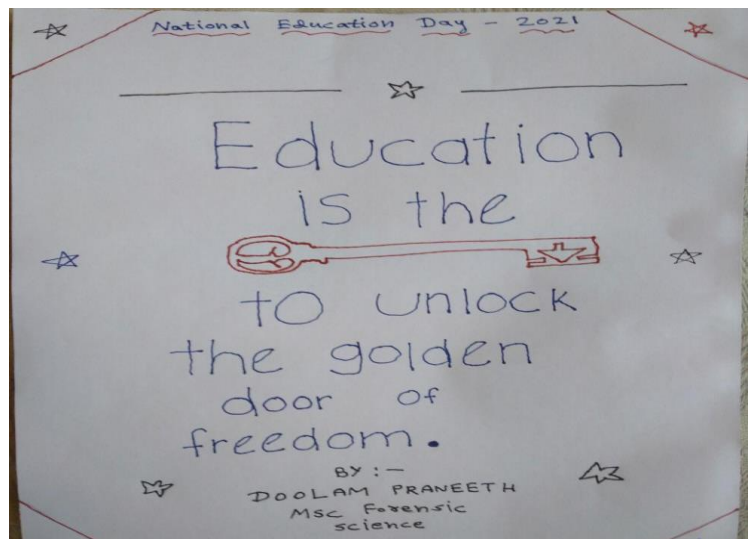 National Education Day - 2021
Education
is the
to unlock
the golden
door of
freedom.
BY :-
DOOLAM PRANEETH
Msc Forensic
science